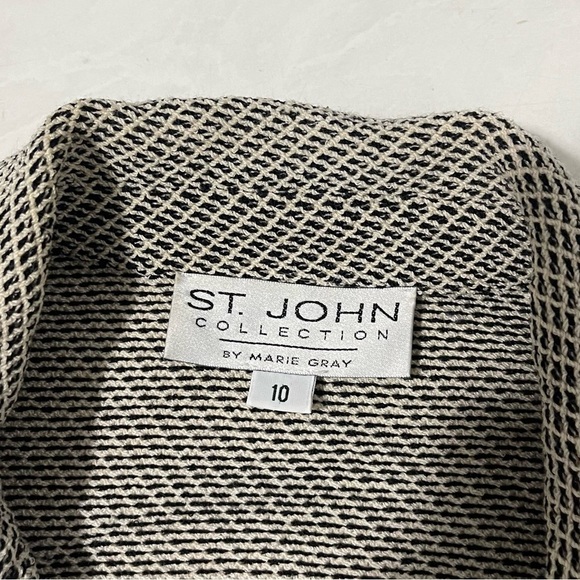 ST. JOHN
COLLECTION
BY MARIE GRAY
10